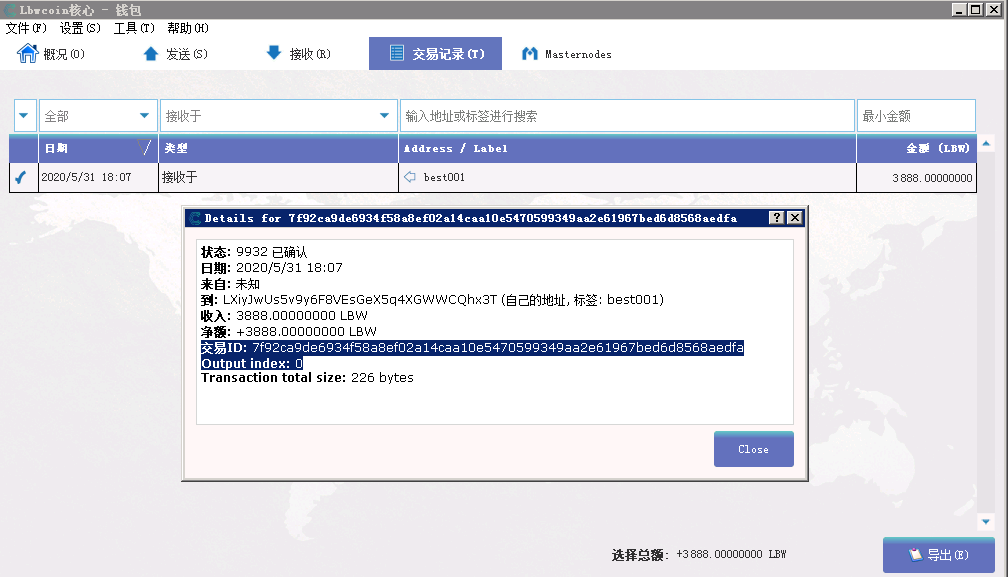 Lbwcoin核心 - 钱包
文件(F) 设置(S) 工具(T) 帮助(H)
概况(O) 发送(S) 接收(R) 交易记录(T) Masternodes
全部 接收于 输入地址或标签进行搜索 最小金额
日期 类型 Address / Label 金额 (LBW)
2020/5/31 18:07 接收于 best001 3888.00000000
Details for 7f92ca9de6934f58a8ef02a14caa10e5470599349aa2e61967bed6d8568aedfa
状态: 9932 已确认
日期: 2020/5/31 18:07
来自: 未知
到: LXiyJwUs5v9y6F8VEsGeX5q4XGWWCQhx3T (自己的地址, 标签: best001)
收入: 3888.00000000 LBW
净额: +3888.00000000 LBW
交易ID: 7f92ca9de6934f58a8ef02a14caa10e5470599349aa2e61967bed6d8568aedfa
Output index: 0
Transaction total size: 226 bytes
Close
选择总额: +3888.00000000 LBW
导出(E)